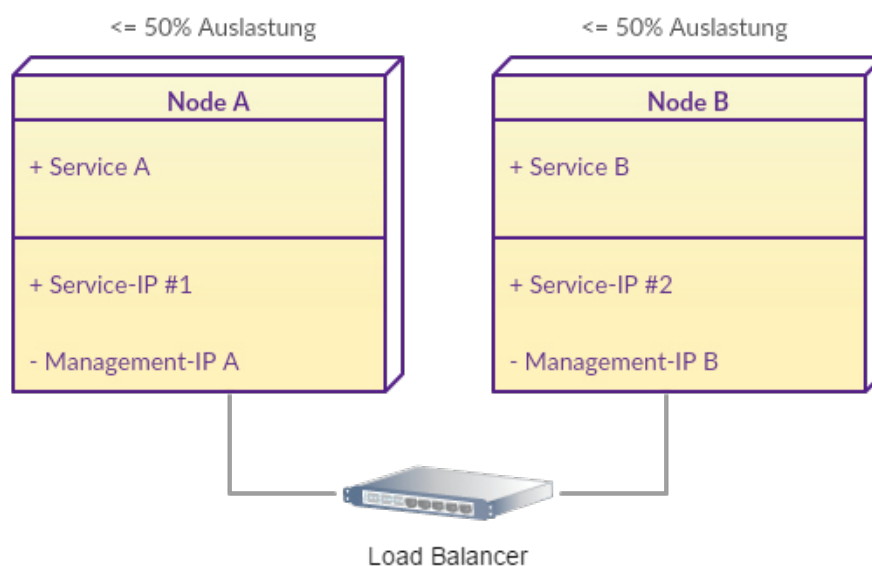 <= 50% Auslastung
<= 50% Auslastung
Node A
+ Service A
+ Service-IP #1
- Management-IP A
Node B
+ Service B
+ Service-IP #2
- Management-IP B
Load Balancer